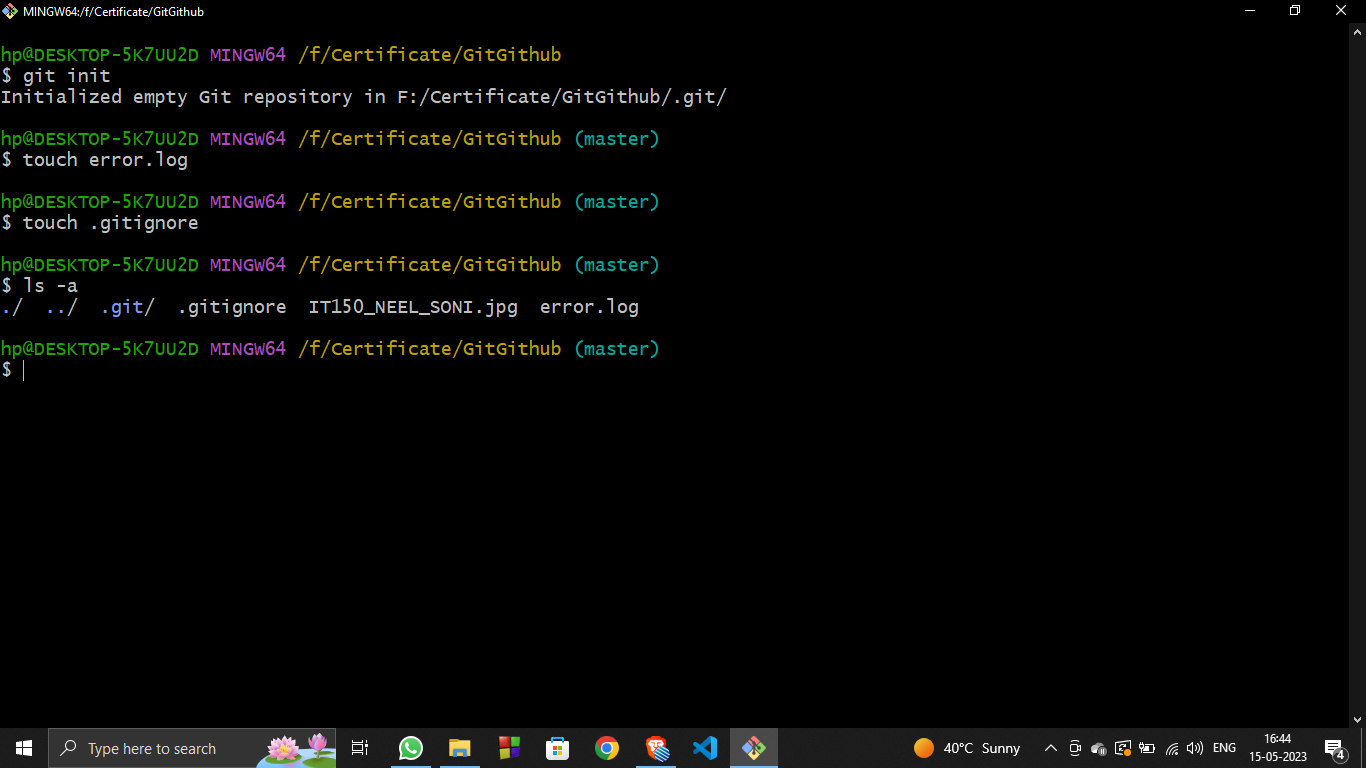 MINGW64:/f/Certificate/GitGithub
hp@DESKTOP-5K7UU2D MINGW64 /f/Certificate/GitGithub
$ git init
Initialized empty Git repository in F:/Certificate/GitGithub/.git/
hp@DESKTOP-5K7UU2D MINGW64 /f/Certificate/GitGithub (master)
$ touch error.log
hp@DESKTOP-5K7UU2D MINGW64 /f/Certificate/GitGithub (master)
$ touch .gitignore
hp@DESKTOP-5K7UU2D MINGW64 /f/Certificate/GitGithub (master)
$ ls -a
./  ../  .git/  .gitignore  IT150_NEEL_SONI.jpg  error.log
hp@DESKTOP-5K7UU2D MINGW64 /f/Certificate/GitGithub (master)
$
Type here to search
40°C Sunny
ENG
16:44
15-05-2023
4